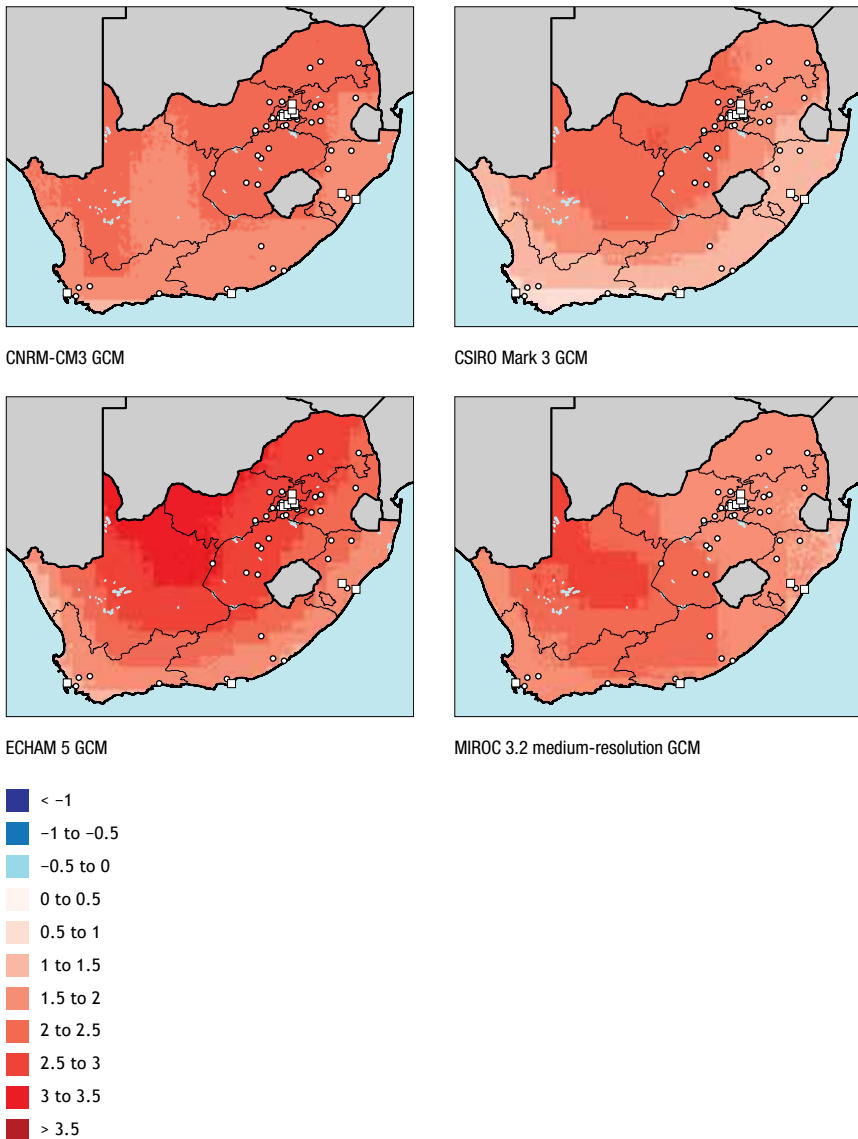 CNRM-CM3 GCM
CSIRO Mark 3 GCM
ECHAM 5 GCM
MIROC 3.2 medium-resolution GCM
< −1
−1 to −0.5
−0.5 to 0
0 to 0.5
0.5 to 1
1 to 1.5
1.5 to 2
2 to 2.5
2.5 to 3
3 to 3.5
> 3.5